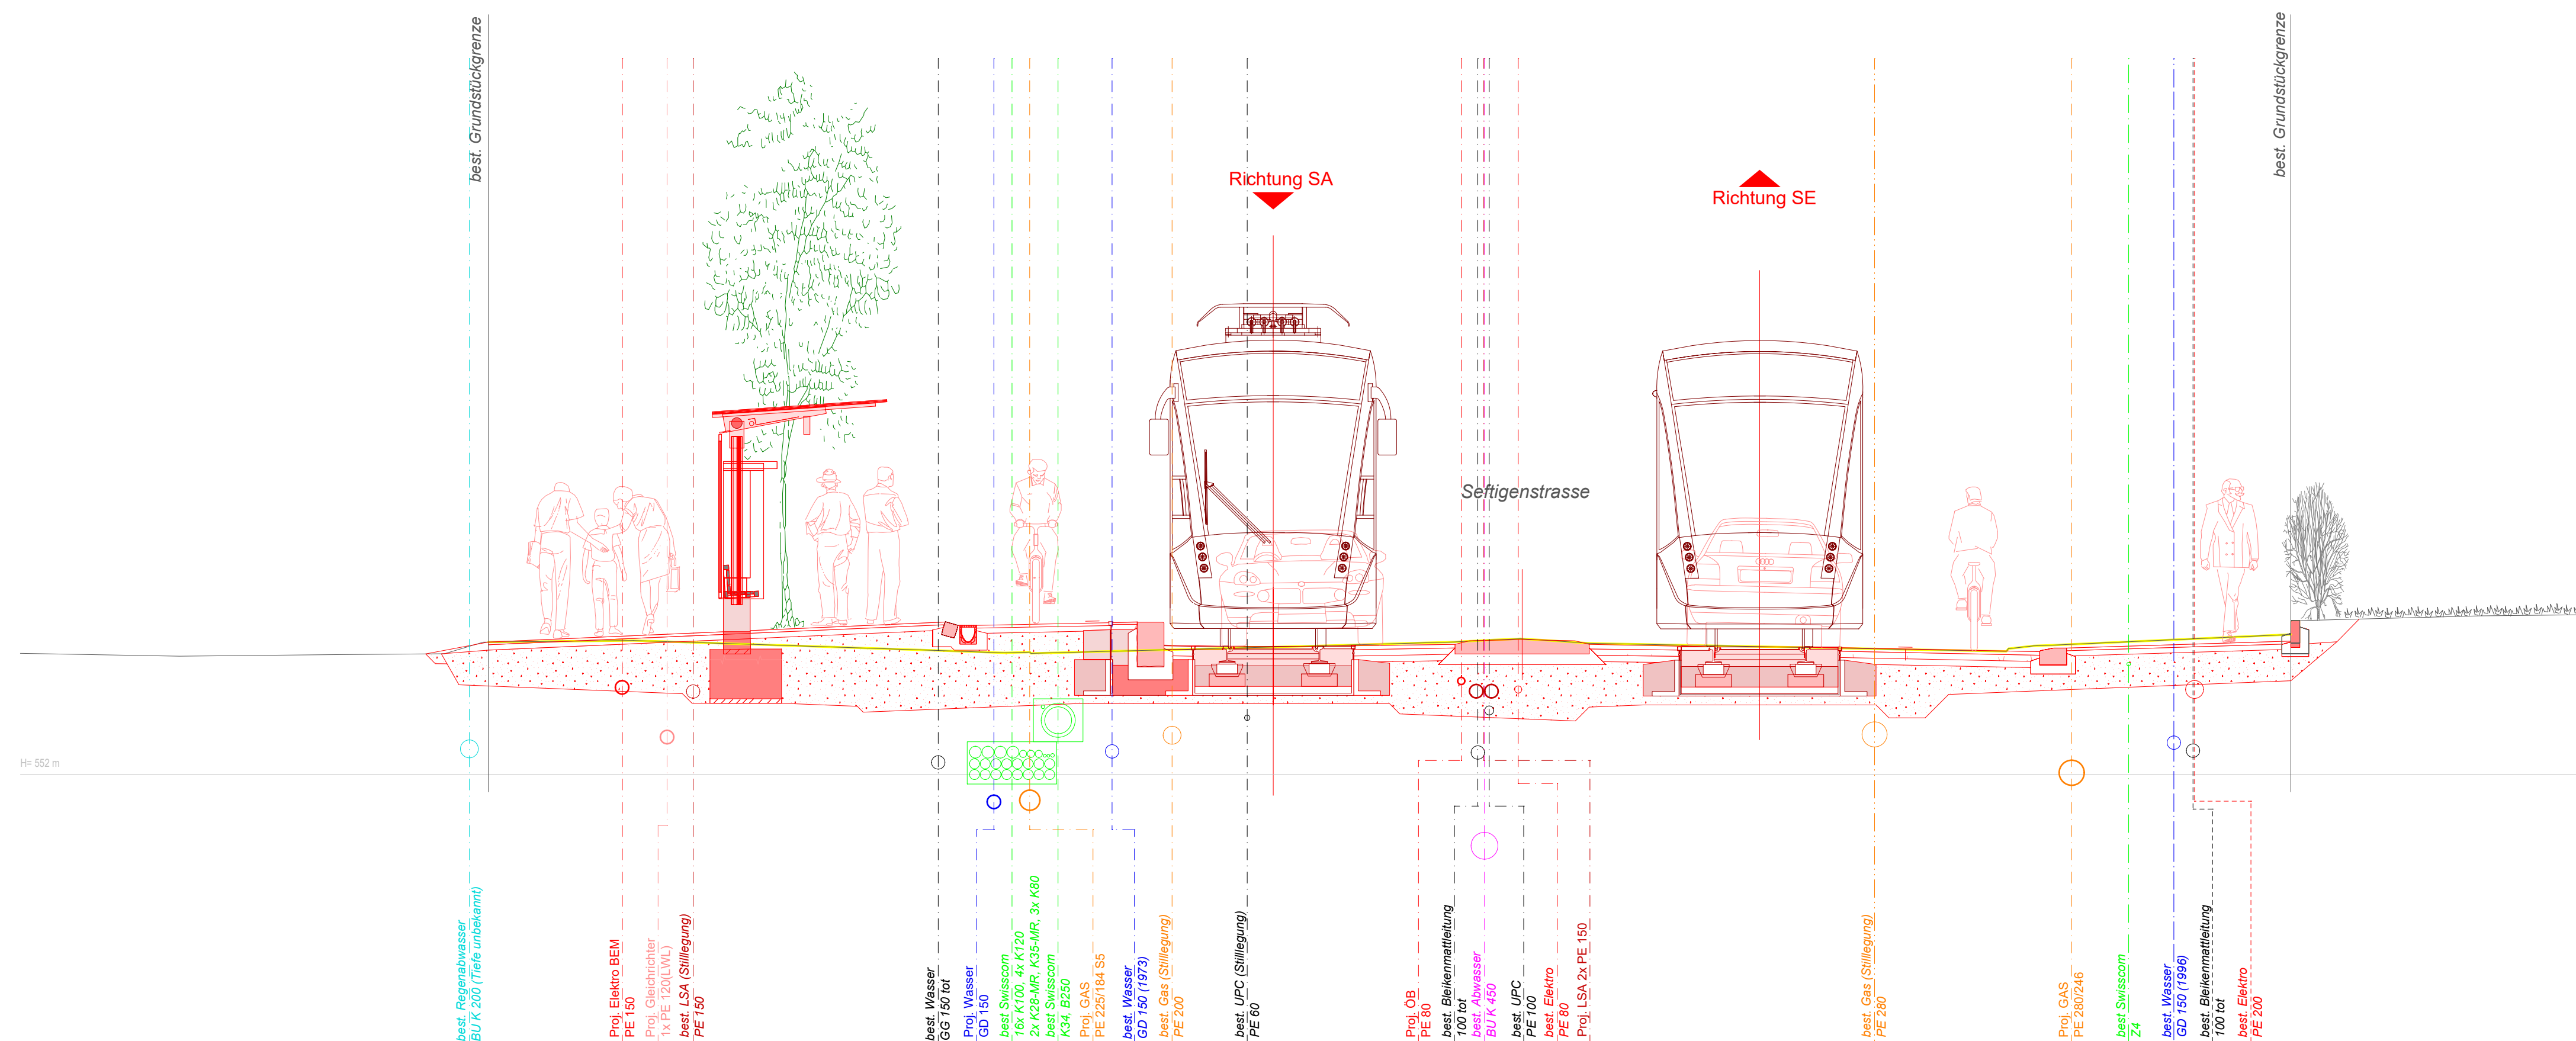 best. Grundstückgrenze
best. Grundstückgrenze
Richtung SA
Richtung SE
Seftigenstrasse
H= 552 m
best. Regenabwasser
BU K 200 (Tiefe unbekannt)
Proj. Elektro BEM
PE 150
Proj. Gleichrichter
1x PE 120(LWL)
best. LSA (Stilllegung)
PE 150
best. Wasser
GG 150 tot
Proj. Wasser
GD 150
best Swisscom
16x K100, 4x K120
2x K28-MR, K35-MR, 3x K80
best Swisscom
K34, B250
Proj. GAS
PE 225/184 S5
best. Wasser
GD 150 (1973)
best. Gas (Stilllegung)
PE 200
best. UPC (Stilllegung)
PE 60
Proj. ÖB
PE 80
best. Bleikenmattleitung
100 tot
best. Abwasser
BU K 450
best. UPC
PE 100
best. Elektro
PE 80
Proj. LSA 2x PE 150
best. Gas (Stilllegung)
PE 280
Proj. GAS
PE 280/246
best Swisscom
Z4
best. Wasser
GD 150 (1996)
best. Bleikenmattleitung
100 tot
best. Elektro
PE 200